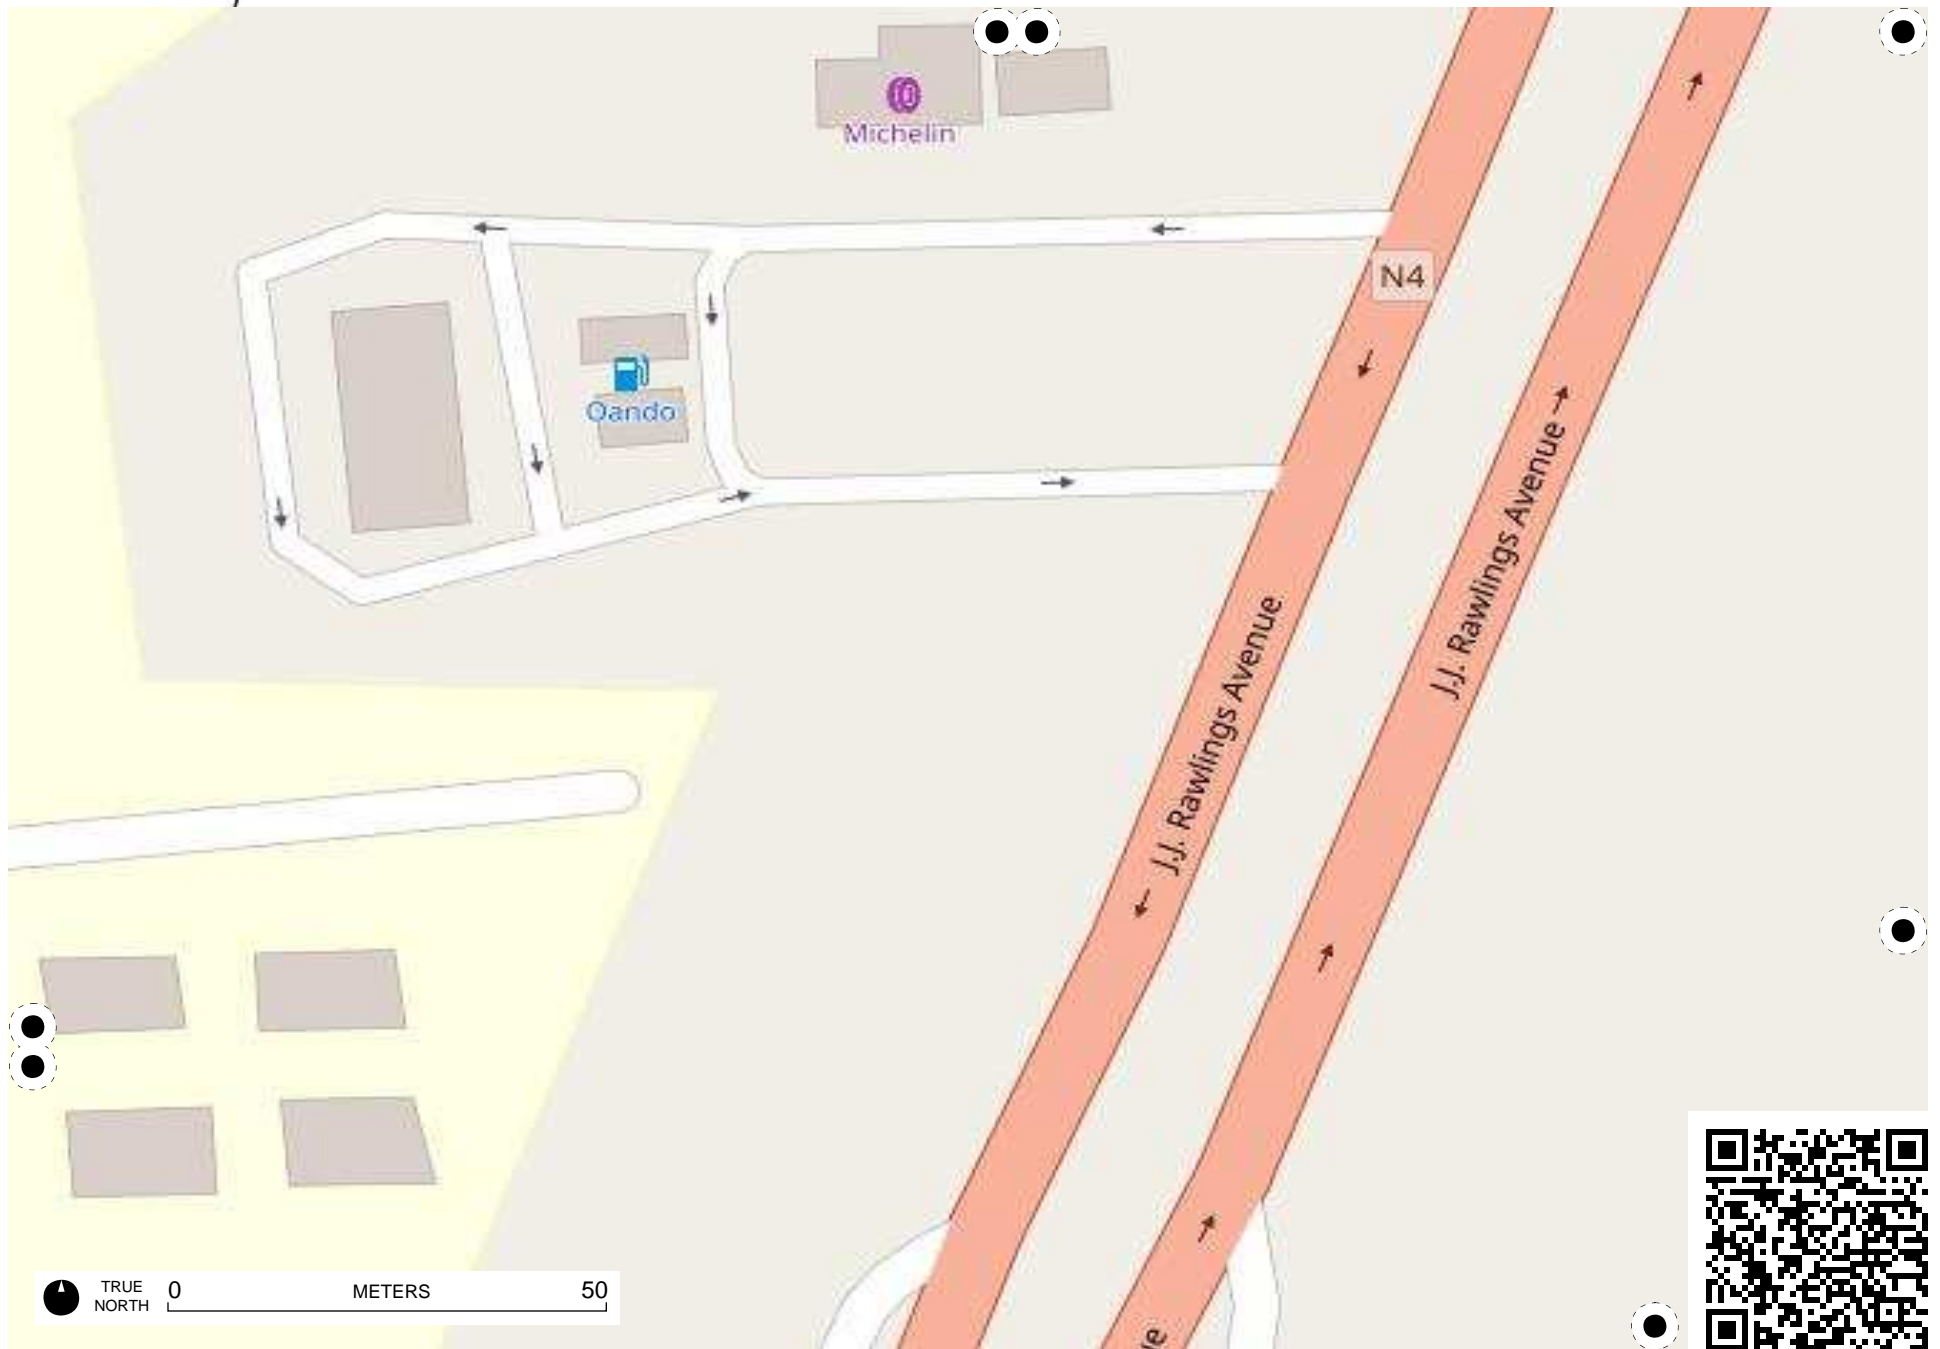 Michelin
N4
Oando
J.J. Rawlings Avenue
J.J. Rawlings Avenue
TRUE
NORTH
0 METERS 50